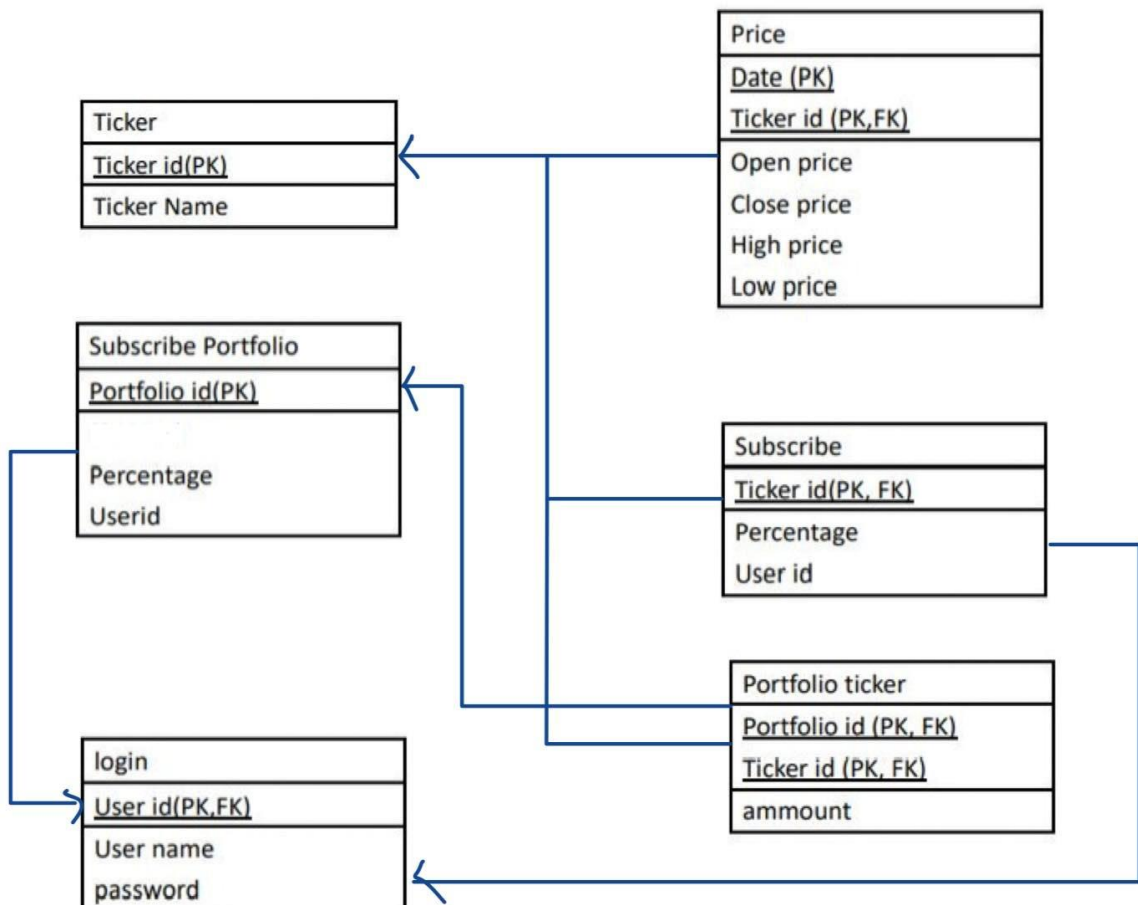 Price
Date (PK)
Ticker id (PK,FK)
Open price
Close price
High price
Low price
Ticker
Ticker id(PK)
Ticker Name
Subscribe Portfolio
Portfolio id(PK)
Percentage
Userid
Subscribe
Ticker id(PK, FK)
Percentage
User id
Portfolio ticker
Portfolio id (PK, FK)
Ticker id (PK, FK)
ammount
login
User id(PK,FK)
User name
password